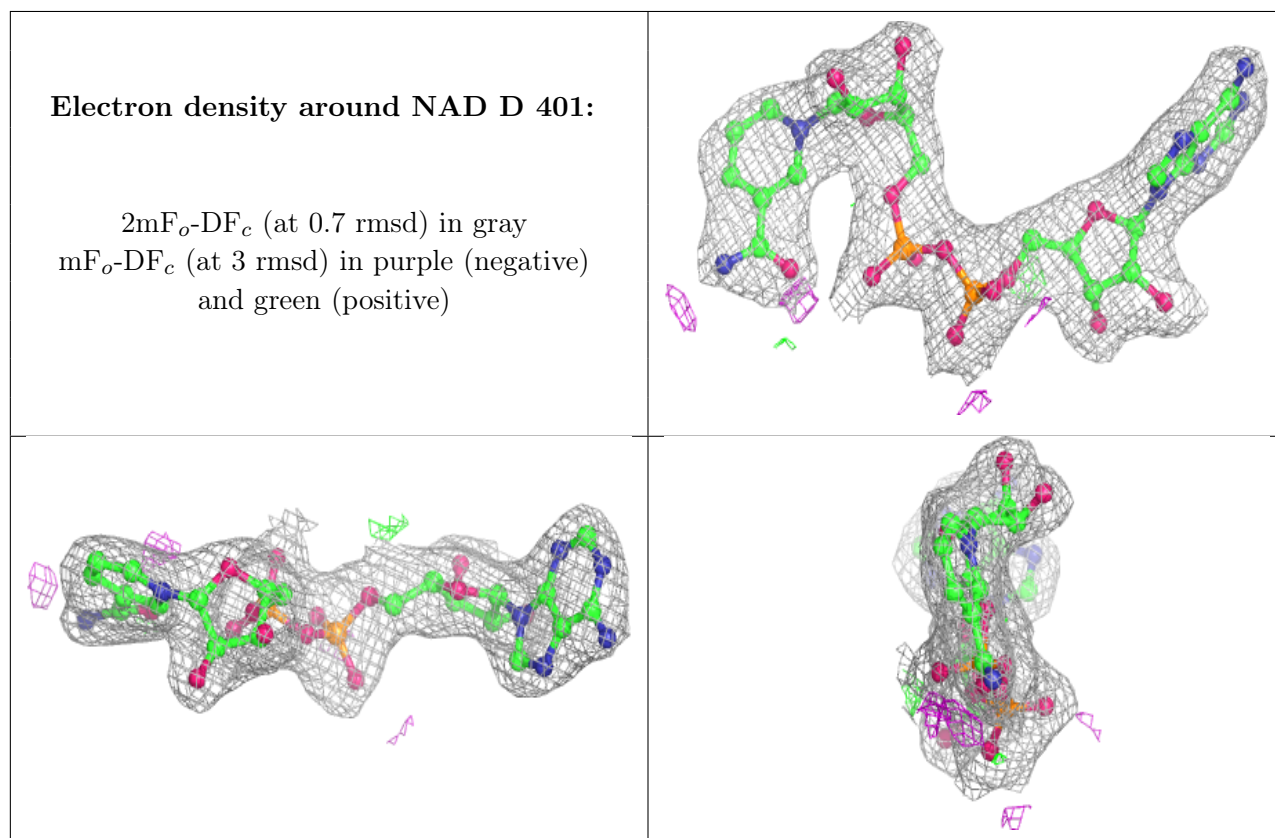 Electron density around NAD D 401:
2mFo-DFc (at 0.7 rmsd) in gray
mFo-DFc (at 3 rmsd) in purple (negative)
and green (positive)